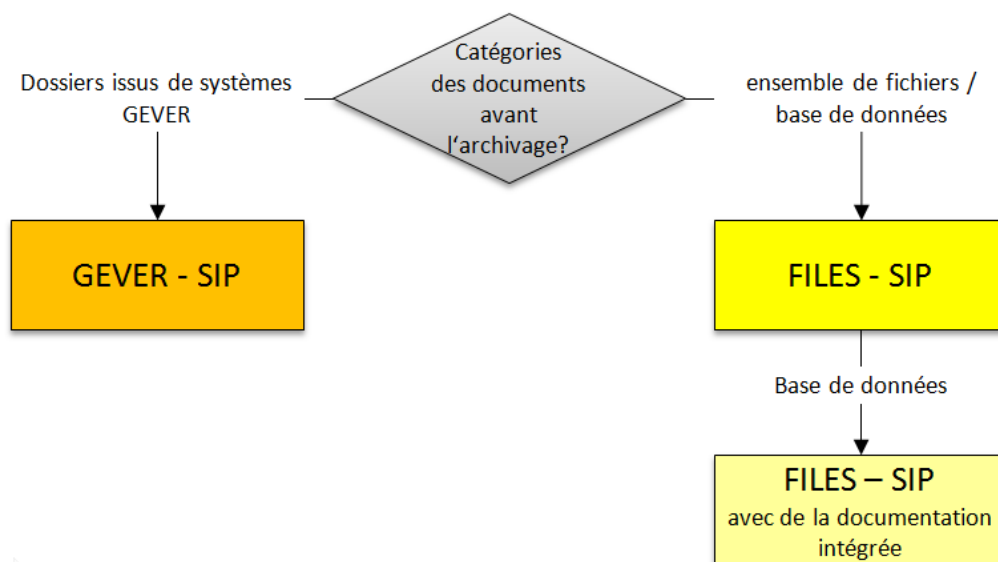 Catégories
des documents
avant
l‘archivage?
Dossiers issus de systèmes
GEVER
ensemble de fichiers /
base de données
GEVER - SIP
FILES - SIP
Base de données
FILES – SIP
avec de la documentation
intégrée